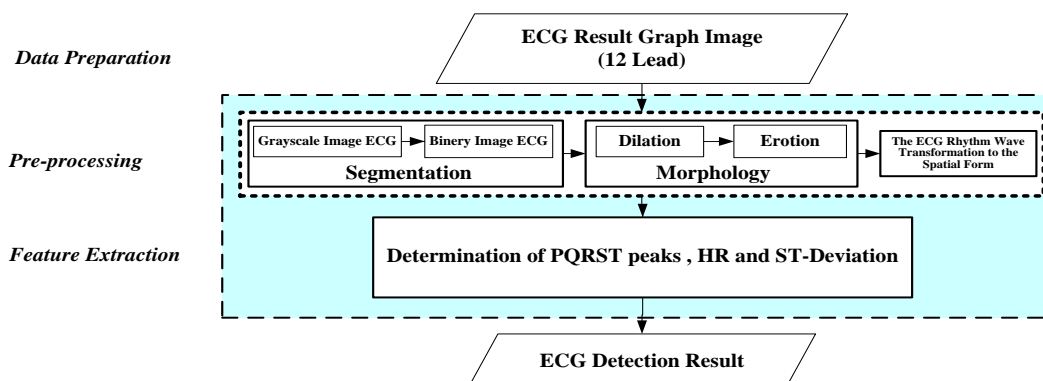 ECG Result Graph Image
(12 Lead)
Data Preparation
Grayscale Image ECG
Binery Image ECG
Segmentation
Dilation
Erotion
Morphology
The ECG Rhythm Wave
Transformation to the
Spatial Form
Pre-processing
Feature Extraction
Determination of PQRST peaks , HR and ST-Deviation
ECG Detection Result